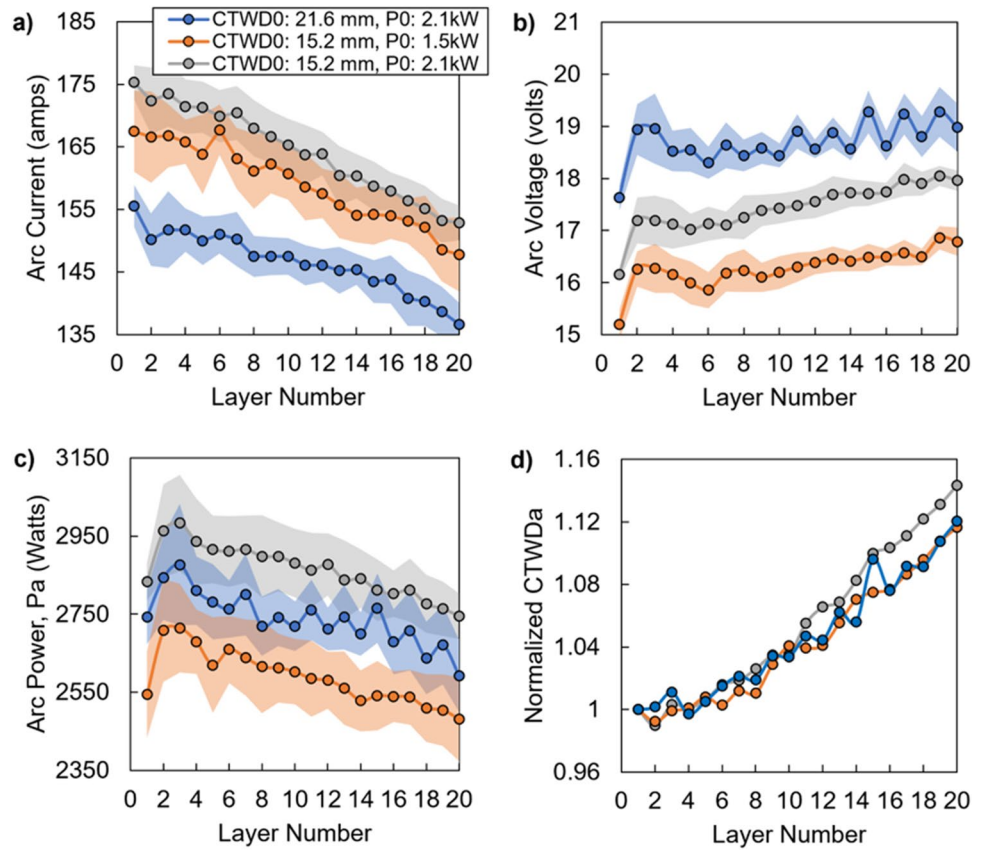 a)
185
175
165
155
145
135
Arc Current (amps)
0 2 4 6 8 10 12 14 16 18 20
Layer Number
CTWD0: 21.6 mm, P0: 2.1kW
CTWD0: 15.2 mm, P0: 1.5kW
CTWD0: 15.2 mm, P0: 2.1kW
b)
21
20
19
18
17
16
15
Arc Voltage (volts)
0 2 4 6 8 10 12 14 16 18 20
Layer Number
c)
3150
2950
2750
2550
2350
Arc Power, Pa (Watts)
0 2 4 6 8 10 12 14 16 18 20
Layer Number
d)
1.16
1.12
1.08
1.04
1
0.96
Normalized CTWDa
0 2 4 6 8 10 12 14 16 18 20
Layer Number